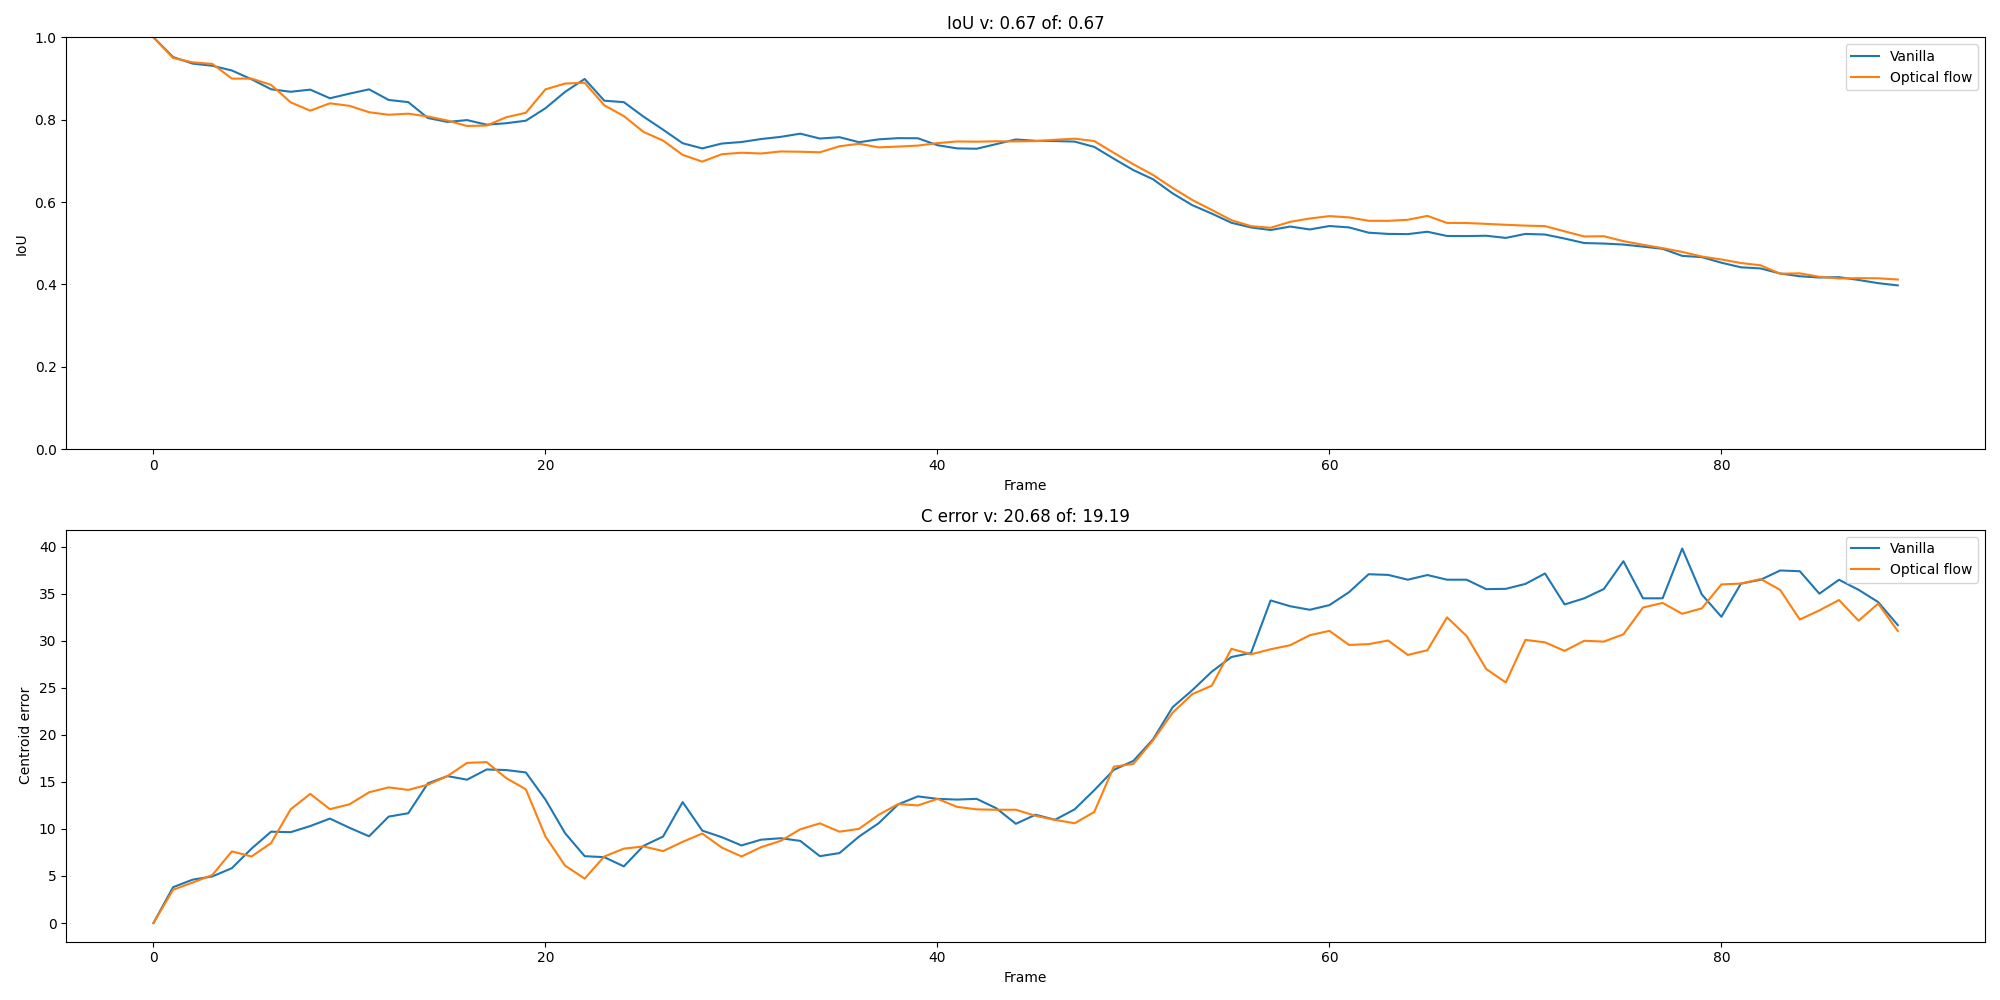 IoU v: 0.67 of: 0.67
1.0
0.8
0.6
0.4
0.2
0.0
IoU
Vanilla
Optical flow
0 20 40 60 80
Frame
C error v: 20.68 of: 19.19
40
35
30
25
20
15
10
5
0
Centroid error
Vanilla
Optical flow
0 20 40 60 80
Frame